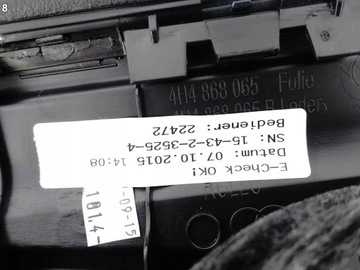 8.
4H4 868 065 . Folie
4H4 868 065 B Leder
E-Check OK!
Datum: 07.10.2015 14:08
SN: 15-43-2-3525-4
Bediener: 22472
-09-15
181.4-